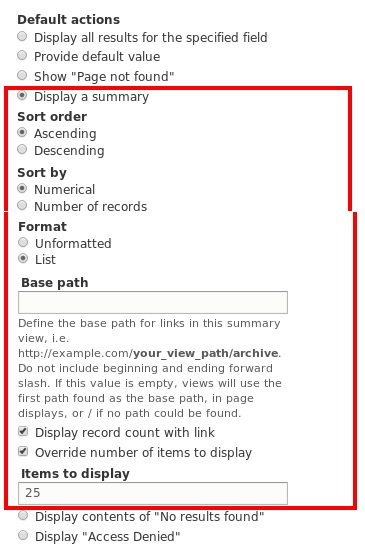 Default actions
Display all results for the specified field
Provide default value
Show "Page not found"
Display a summary
Sort order
Ascending
Descending
Sort by
Numerical
Number of records
Format
Unformatted
List
Base path
Define the base path for links in this summary
view, i.e.
http://example.com/your_view_path/archive.
Do not include beginning and ending forward
slash. If this value is empty, views will use the
first path found as the base path, in page
displays, or / if no path could be found.
Display record count with link
Override number of items to display
Items to display
25
Display contents of "No results found"
Display "Access Denied"